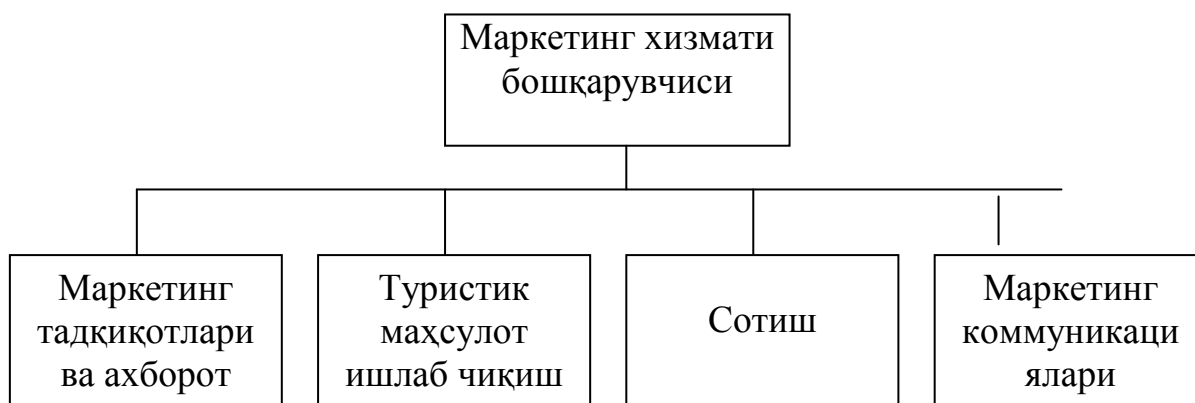 Маркетинг хизмати
бошқарувчиси
Маркетинг
тадқиқотлари
ва ахборот
Туристик
маҳсулот
ишлаб чиқиш
Сотиш
Маркетинг
коммуникаци
ялари